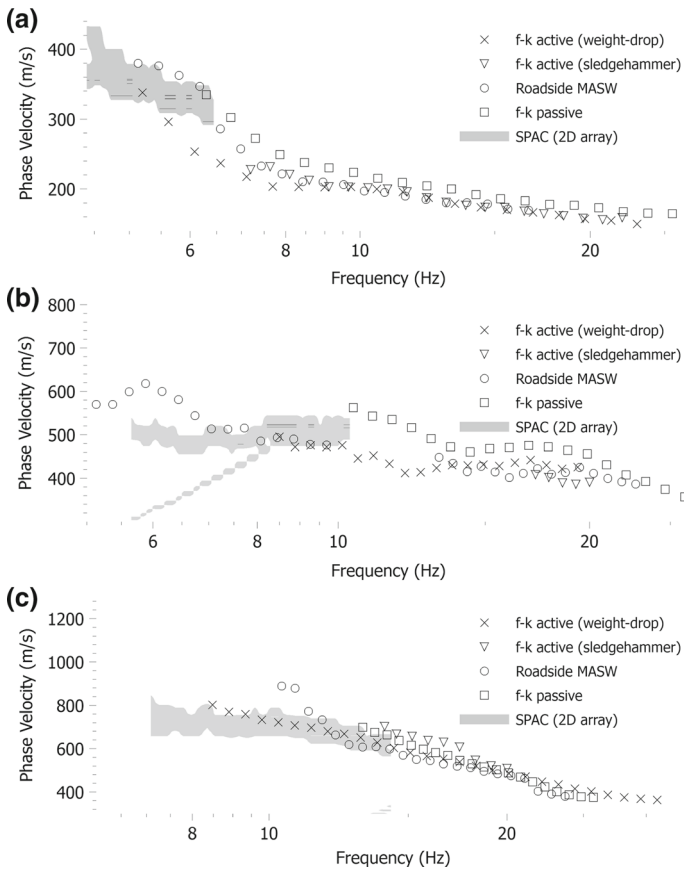 (a)
Phase Velocity (m/s)
400
300
200
6
8
10
20
Frequency (Hz)
f-k active (weight-drop)
f-k active (sledgehammer)
Roadside MASW
f-k passive
SPAC (2D array)
(b)
Phase Velocity (m/s)
800
700
600
500
400
6
8
10
20
Frequency (Hz)
f-k active (weight-drop)
f-k active (sledgehammer)
Roadside MASW
f-k passive
SPAC (2D array)
(c)
Phase Velocity (m/s)
1200
1000
800
600
400
8
10
20
Frequency (Hz)
f-k active (weight-drop)
f-k active (sledgehammer)
Roadside MASW
f-k passive
SPAC (2D array)